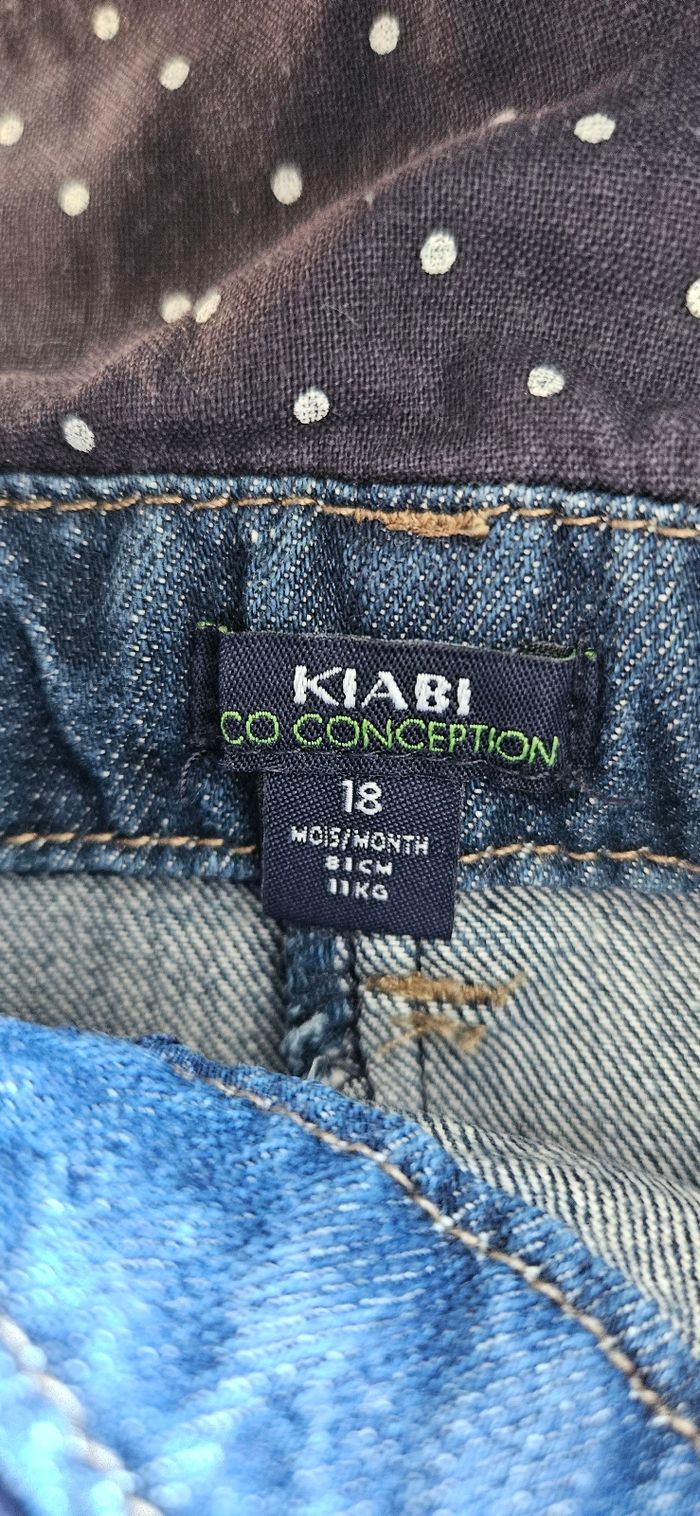 KIABI
CO CONCEPTION
18
MOIS/MONTH
81CM
11KG